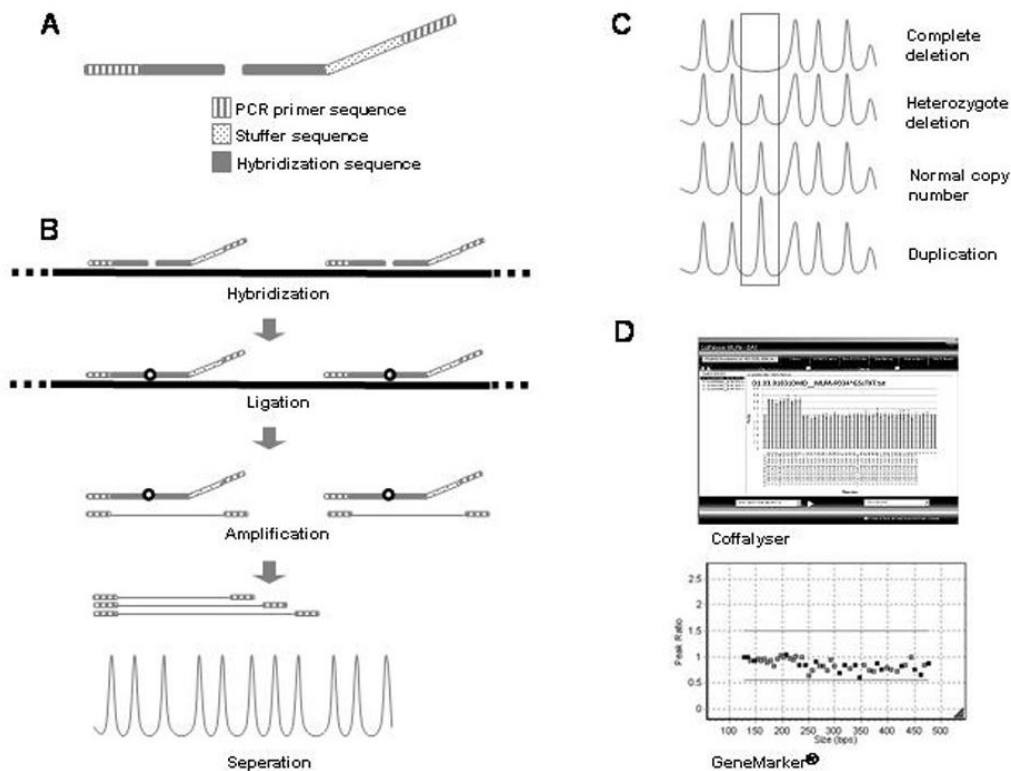 A
PCR primer sequence
Stuffer sequence
Hybridization sequence
B
Hybridization
Ligation
Amplification
Seperation
C
Complete
deletion
Heterozygote
deletion
Normal copy
number
Duplication
D
Coffalyser
2.5
2
1.5
1
0.5
0
Peak Ratio
100 150 200 250 300 350 400 450 500
Size (bps)
GeneMarker®